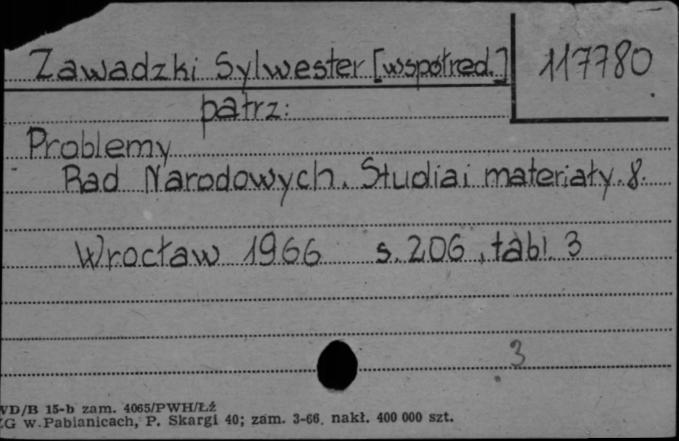 Zawadzki Sylwester [współred.] 117780
patrz:
Problemy
Rad Narodowych. Studia i materiały. 8.
Wrocław 1966 s. 206, tabl. 3
3
WD/B 15-b zam. 4065/PWH/Łź
ZG w Pabianicach, P. Skargi 40; zam. 3-66. nakł. 400 000 szt.